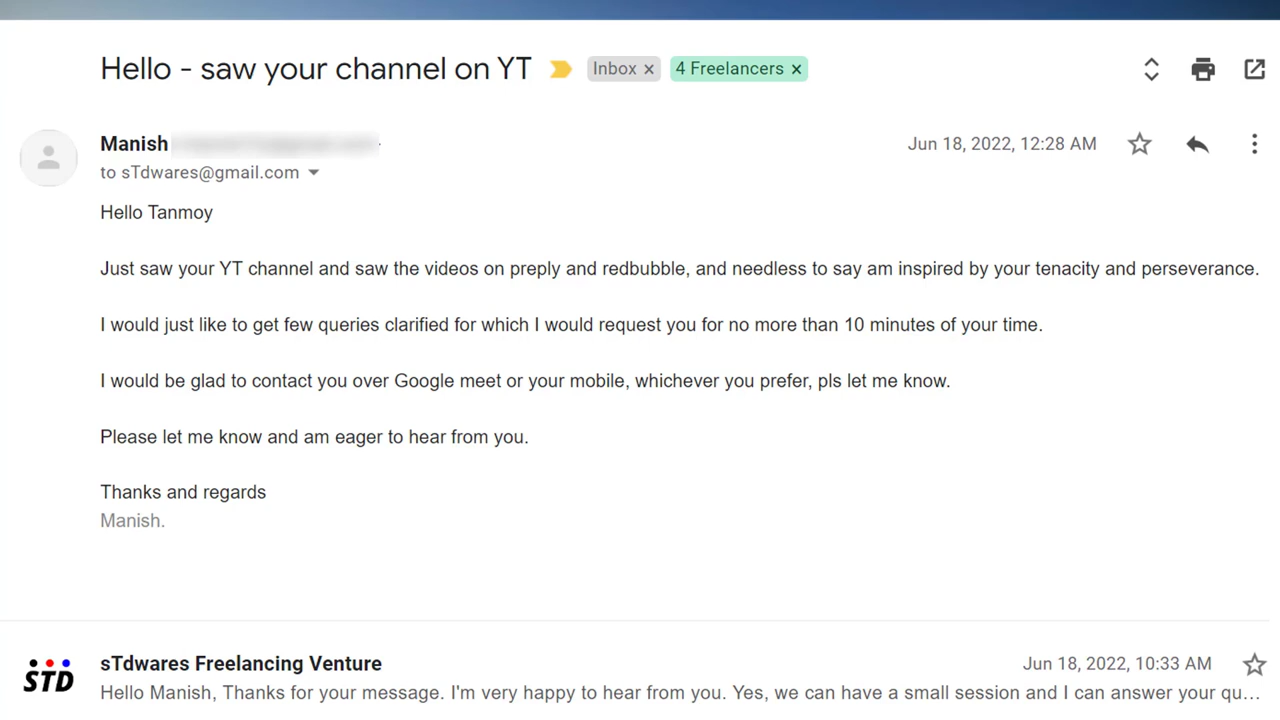 Hello - saw your channel on YT Inbox × 4 Freelancers ×
Manish Jun 18, 2022, 12:28 AM
to sTdwares@gmail.com
Hello Tanmoy
Just saw your YT channel and saw the videos on preply and redbubble, and needless to say am inspired by your tenacity and perseverance.
I would just like to get few queries clarified for which I would request you for no more than 10 minutes of your time.
I would be glad to contact you over Google meet or your mobile, whichever you prefer, pls let me know.
Please let me know and am eager to hear from you.
Thanks and regards
Manish.
STD sTdwares Freelancing Venture Jun 18, 2022, 10:33 AM
Hello Manish, Thanks for your message. I'm very happy to hear from you. Yes, we can have a small session and I can answer your qu…